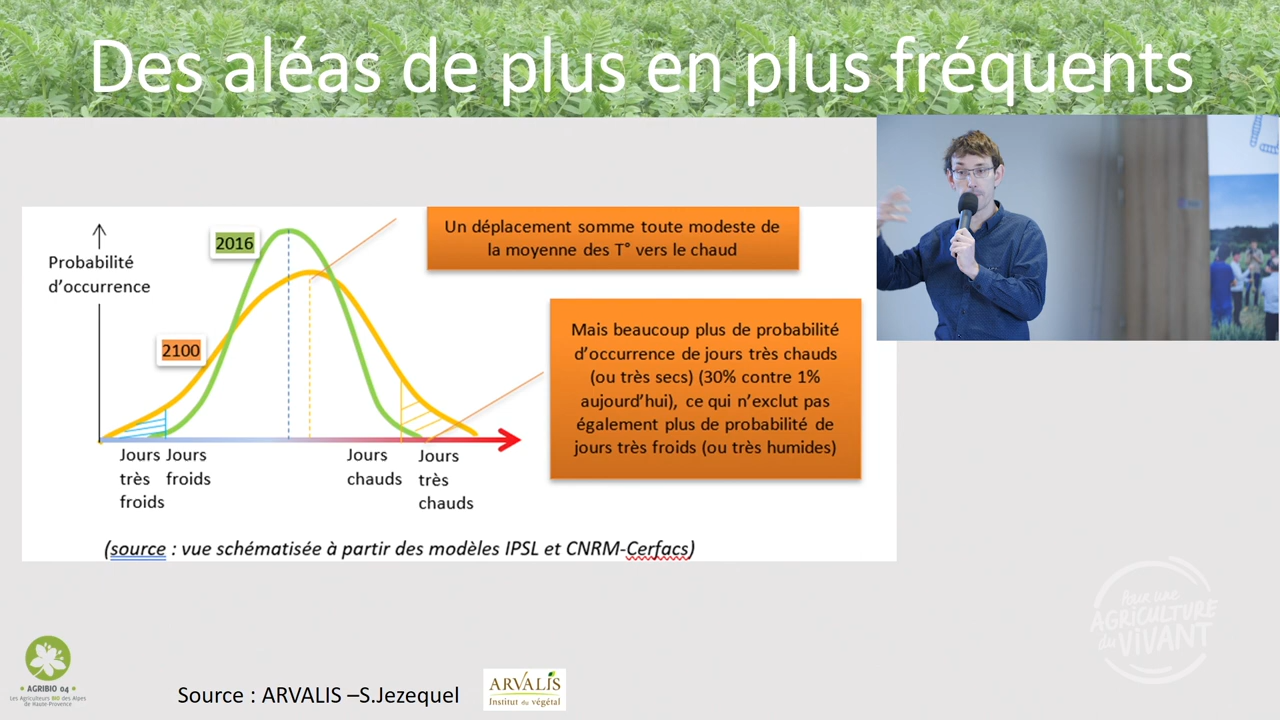 Des aléas de plus en plus fréquents
Probabilité
d’occurrence
2016
2100
Un déplacement somme toute modeste de
la moyenne des T° vers le chaud
Mais beaucoup plus de probabilité
d’occurrence de jours très chauds
(ou très secs) (30% contre 1%
aujourd’hui), ce qui n’exclut pas
également plus de probabilité de
jours très froids (ou très humides)
Jours
très
froids
Jours
froids
Jours
chauds
Jours
très
chauds
(source : vue schématisée à partir des modèles IPSL et CNRM-Cerfacs)
Pour une
AGRICULTURE
du VIVANT
• AGRIBIO 04 •
Les Agriculteurs BIO des Alpes
de Haute-Provence
Source : ARVALIS –S.Jezequel
ARVALIS
Institut du végétal